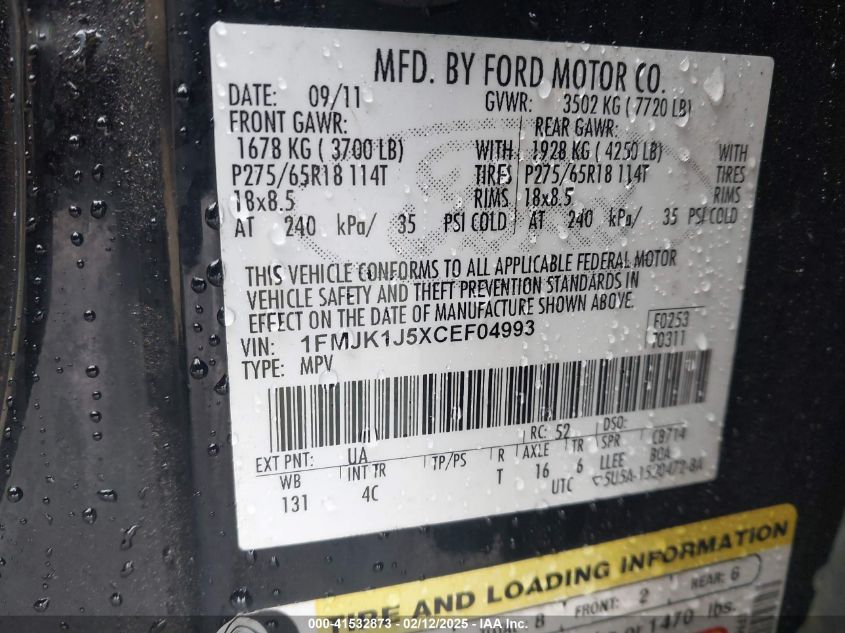 MFD. BY FORD MOTOR CO.
DATE: 09/11 GVWR: 3502 KG ( 7720 LB)
FRONT GAWR: REAR GAWR:
1678 KG ( 3700 LB) WITH 1928 KG ( 4250 LB) WITH
P275/65R18 114T TIRES P275/65R18 114T TIRES
18x8.5 RIMS 18x8.5 RIMS
AT 240 kPa/ 35 PSI COLD AT 240 kPa/ 35 PSI COLD
THIS VEHICLE CONFORMS TO ALL APPLICABLE FEDERAL MOTOR
VEHICLE SAFETY AND THEFT PREVENTION STANDARDS IN
EFFECT ON THE DATE OF MANUFACTURE SHOWN ABOVE.
VIN: 1FMJK1J5XCEF04993 F0253
TYPE: MPV T0311
EXT PNT: UA RC: 52 DSO:
WB INT TR TP/PS R AXLE TR SPR CB714
131 4C T 16 6 LLEE BOA
UTC
TIRE AND LOADING INFORMATION
TOTAL 8 FRONT: 2 REAR: 6
OR 1470 lbs.
000-41532873 - 02/12/2025 - IAA, Inc.